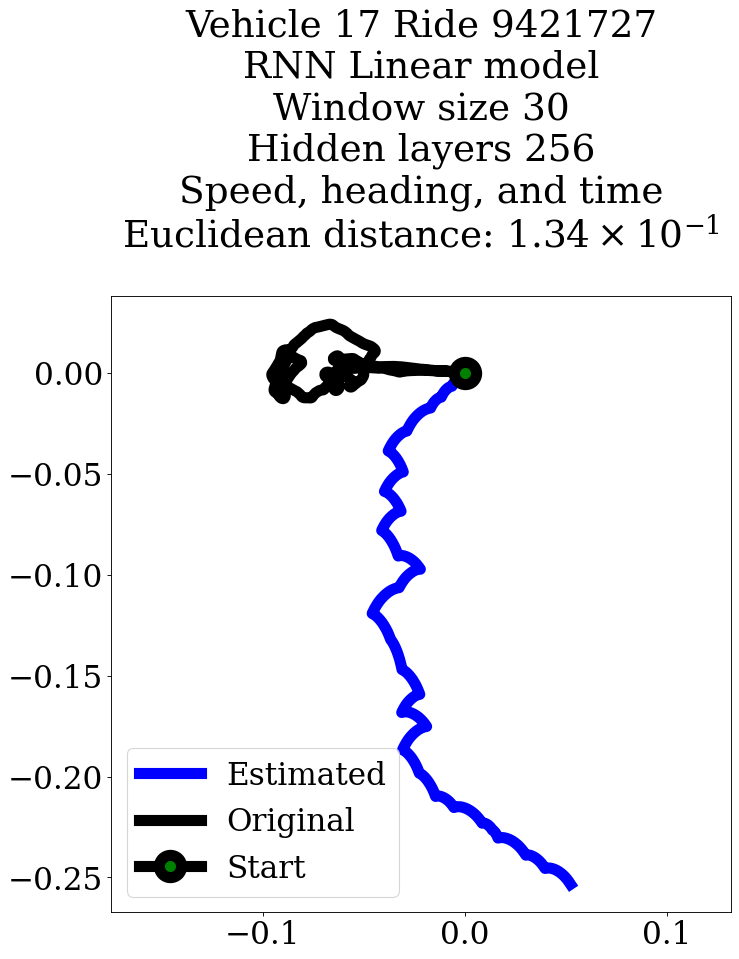 Vehicle 17 Ride 9421727
RNN Linear model
Window size 30
Hidden layers 256
Speed, heading, and time
Euclidean distance: 1.34 × 10⁻¹
0.00
−0.05
−0.10
−0.15
−0.20
−0.25
Estimated
Original
Start
−0.1
0.0
0.1